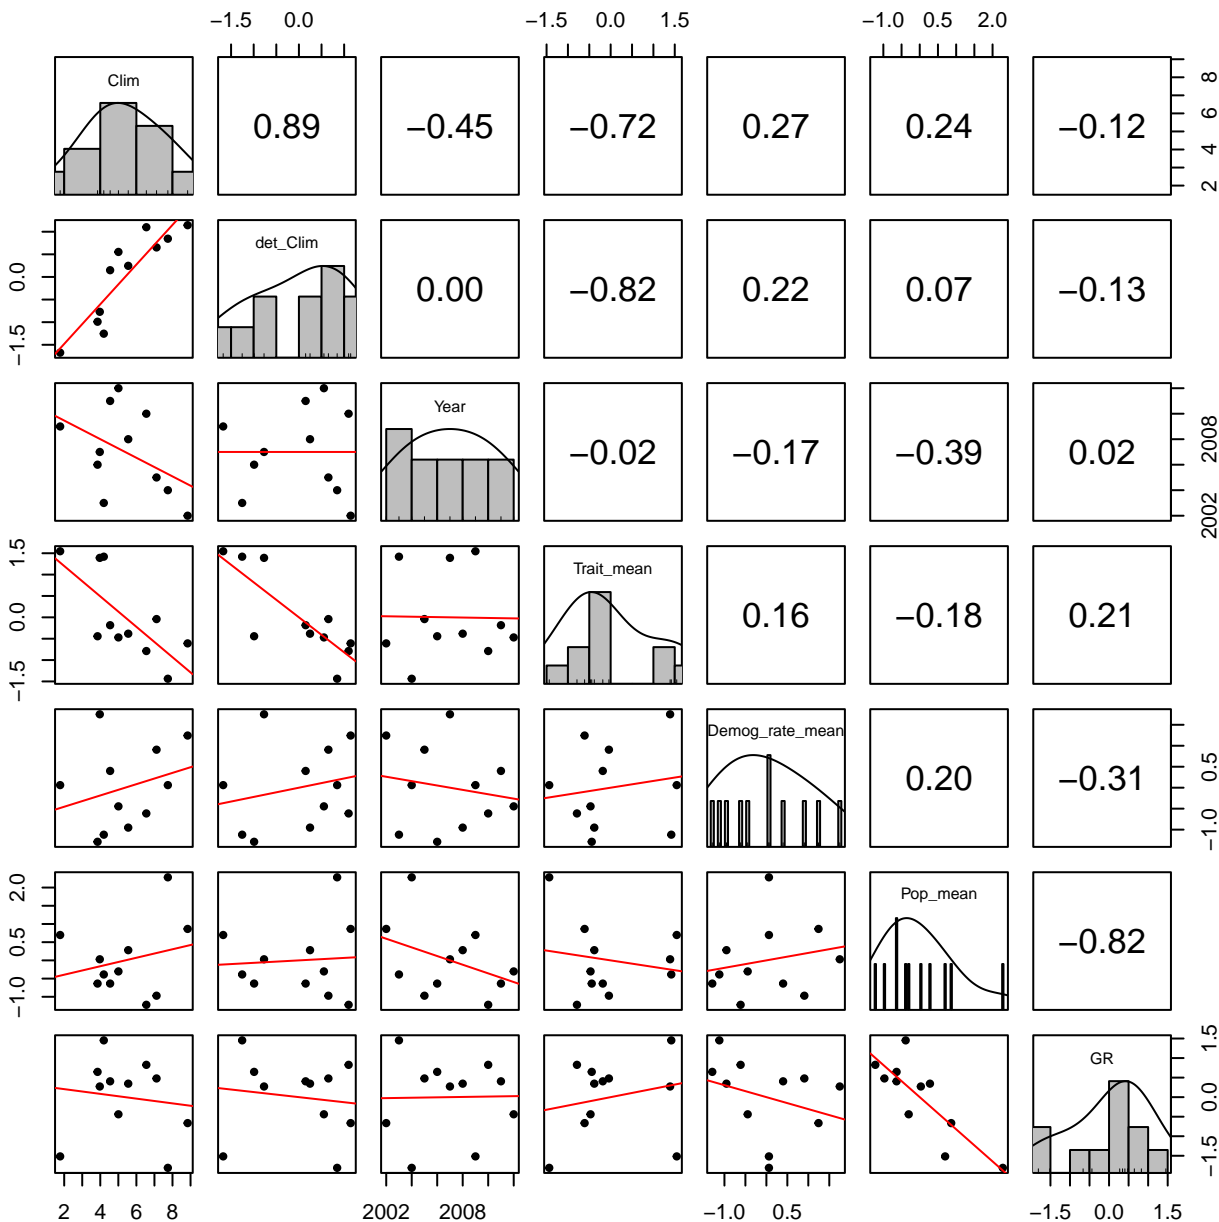 −1.5 0.0 −1.5 0.0 1.5 −1.0 0.5 2.0
Clim
0.89 −0.45 −0.72 0.27 0.24 −0.12
2 4 6 8
−1.5 0.0
det_Clim
0.00 −0.82 0.22 0.07 −0.13
Year
−0.02 −0.17 −0.39 0.02
2002 2008
−1.5 0.0 1.5
Trait_mean
0.16 −0.18 0.21
Demog_rate_mean
0.20 −0.31
−1.0 0.5
−1.0 0.5 2.0
Pop_mean
−0.82
GR
−1.5 0.0 1.5
2 4 6 8 2002 2008 −1.0 0.5 −1.5 0.0 1.5